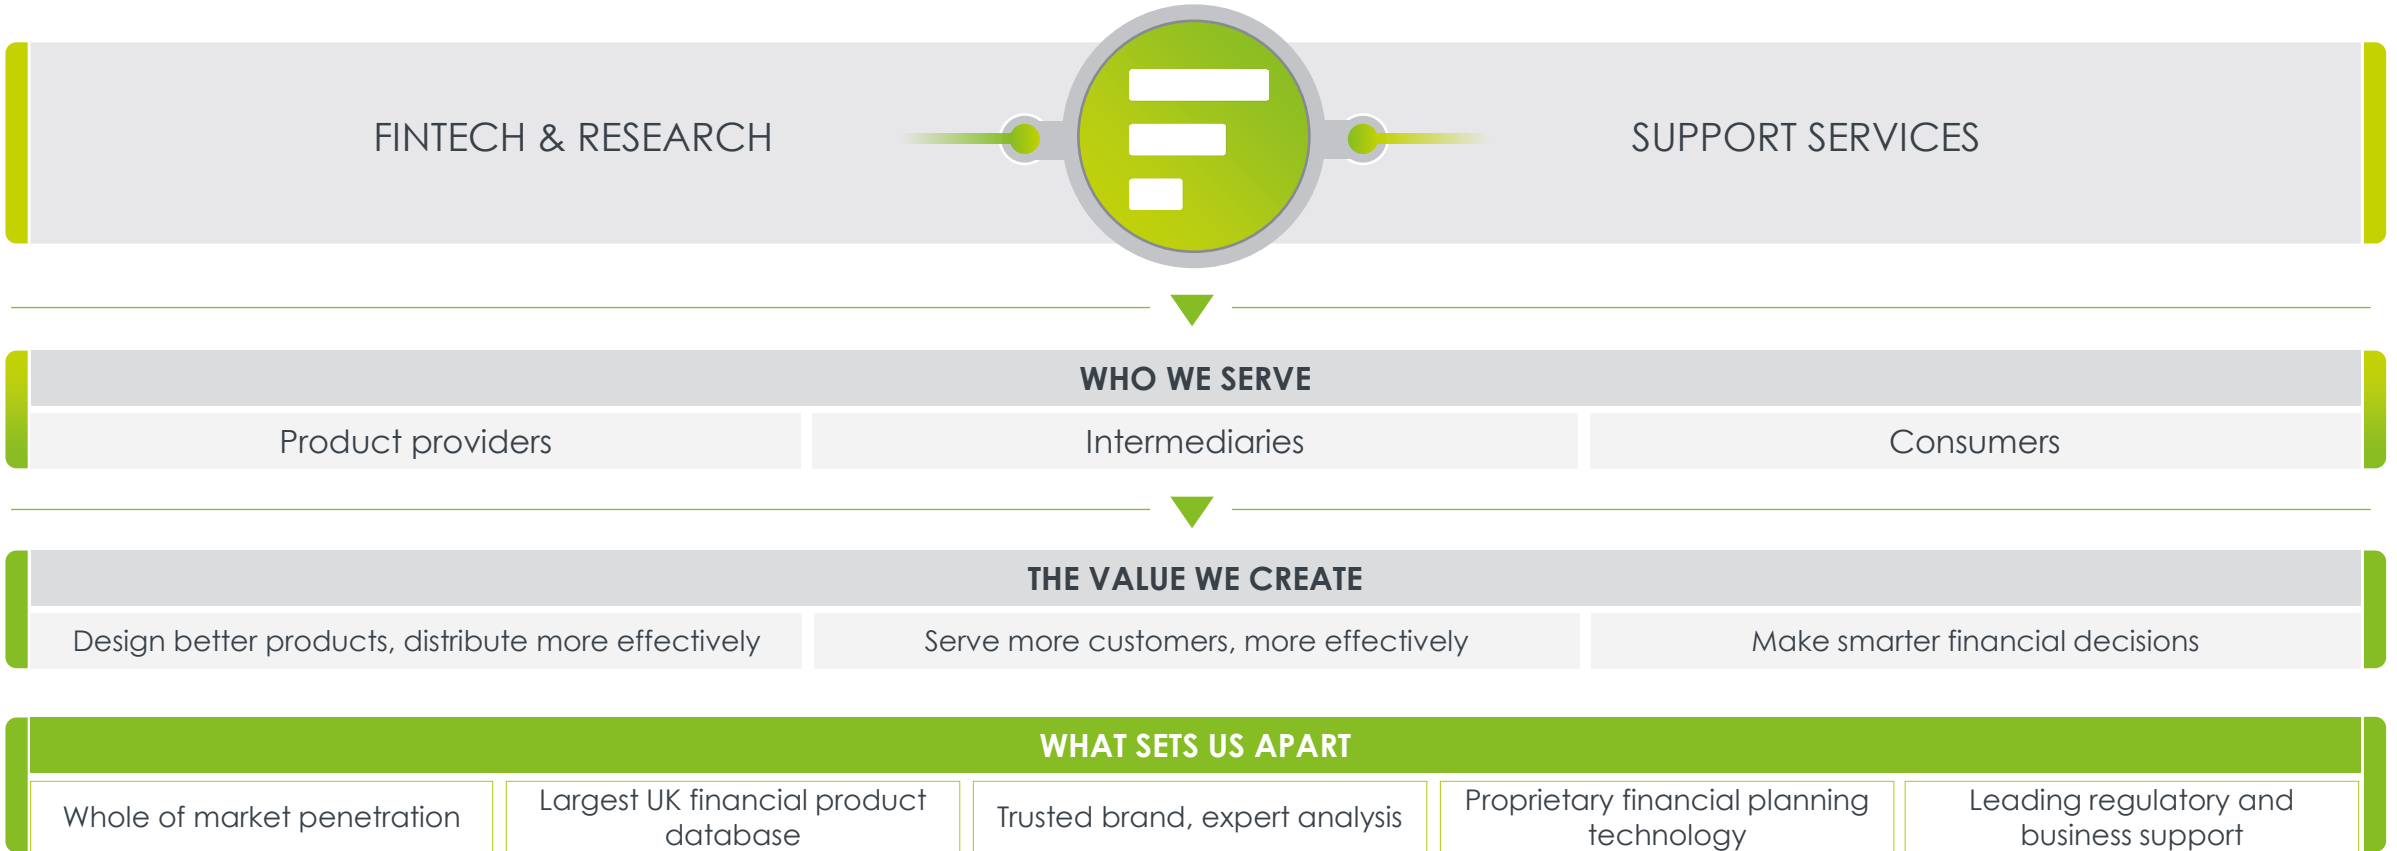 FINTECH & RESEARCH
SUPPORT SERVICES
WHO WE SERVE
Product providers
Intermediaries
Consumers
THE VALUE WE CREATE
Design better products, distribute more effectively
Serve more customers, more effectively
Make smarter financial decisions
WHAT SETS US APART
Whole of market penetration
Largest UK financial product
database
Trusted brand, expert analysis
Proprietary financial planning
technology
Leading regulatory and
business support